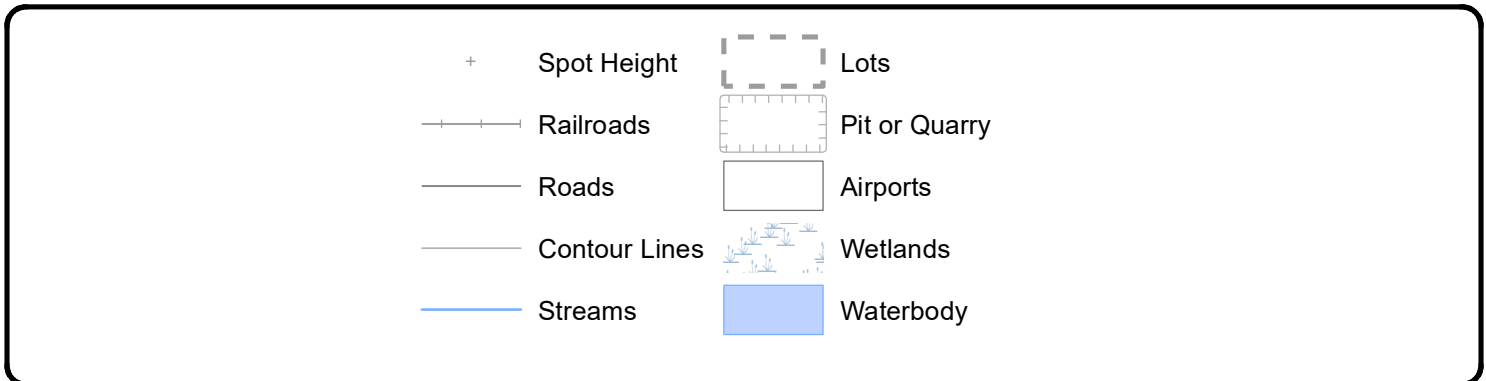 Spot Height
Railroads
Roads
Contour Lines
Streams
Lots
Pit or Quarry
Airports
Wetlands
Waterbody